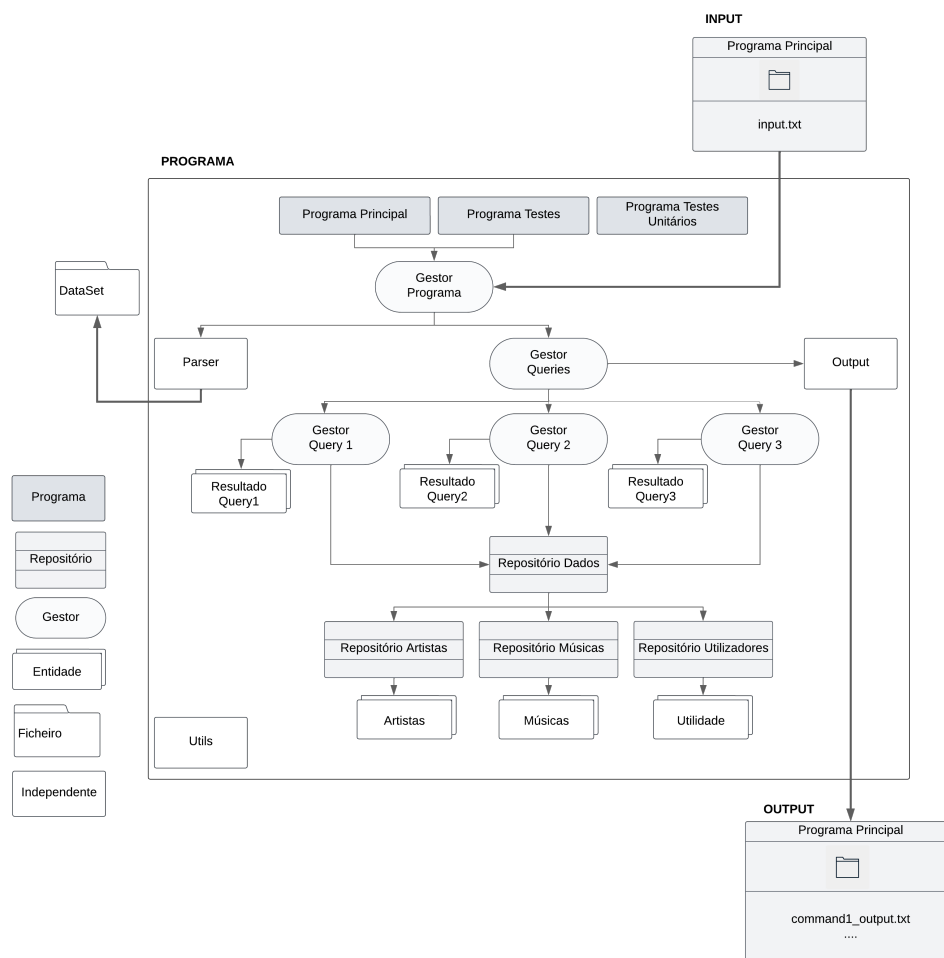 INPUT
Programa Principal
input.txt
PROGRAMA
Programa Principal
Programa Testes
Programa Testes
Unitários
Gestor
Programa
DataSet
Parser
Gestor
Queries
Output
Gestor
Query 1
Gestor
Query 2
Gestor
Query 3
Resultado
Query1
Resultado
Query2
Resultado
Query3
Repositório Dados
Repositório Artistas
Repositório Músicas
Repositório Utilizadores
Artistas
Músicas
Utilidade
Utils
Programa
Repositório
Gestor
Entidade
Ficheiro
Independente
OUTPUT
Programa Principal
command1_output.txt
....